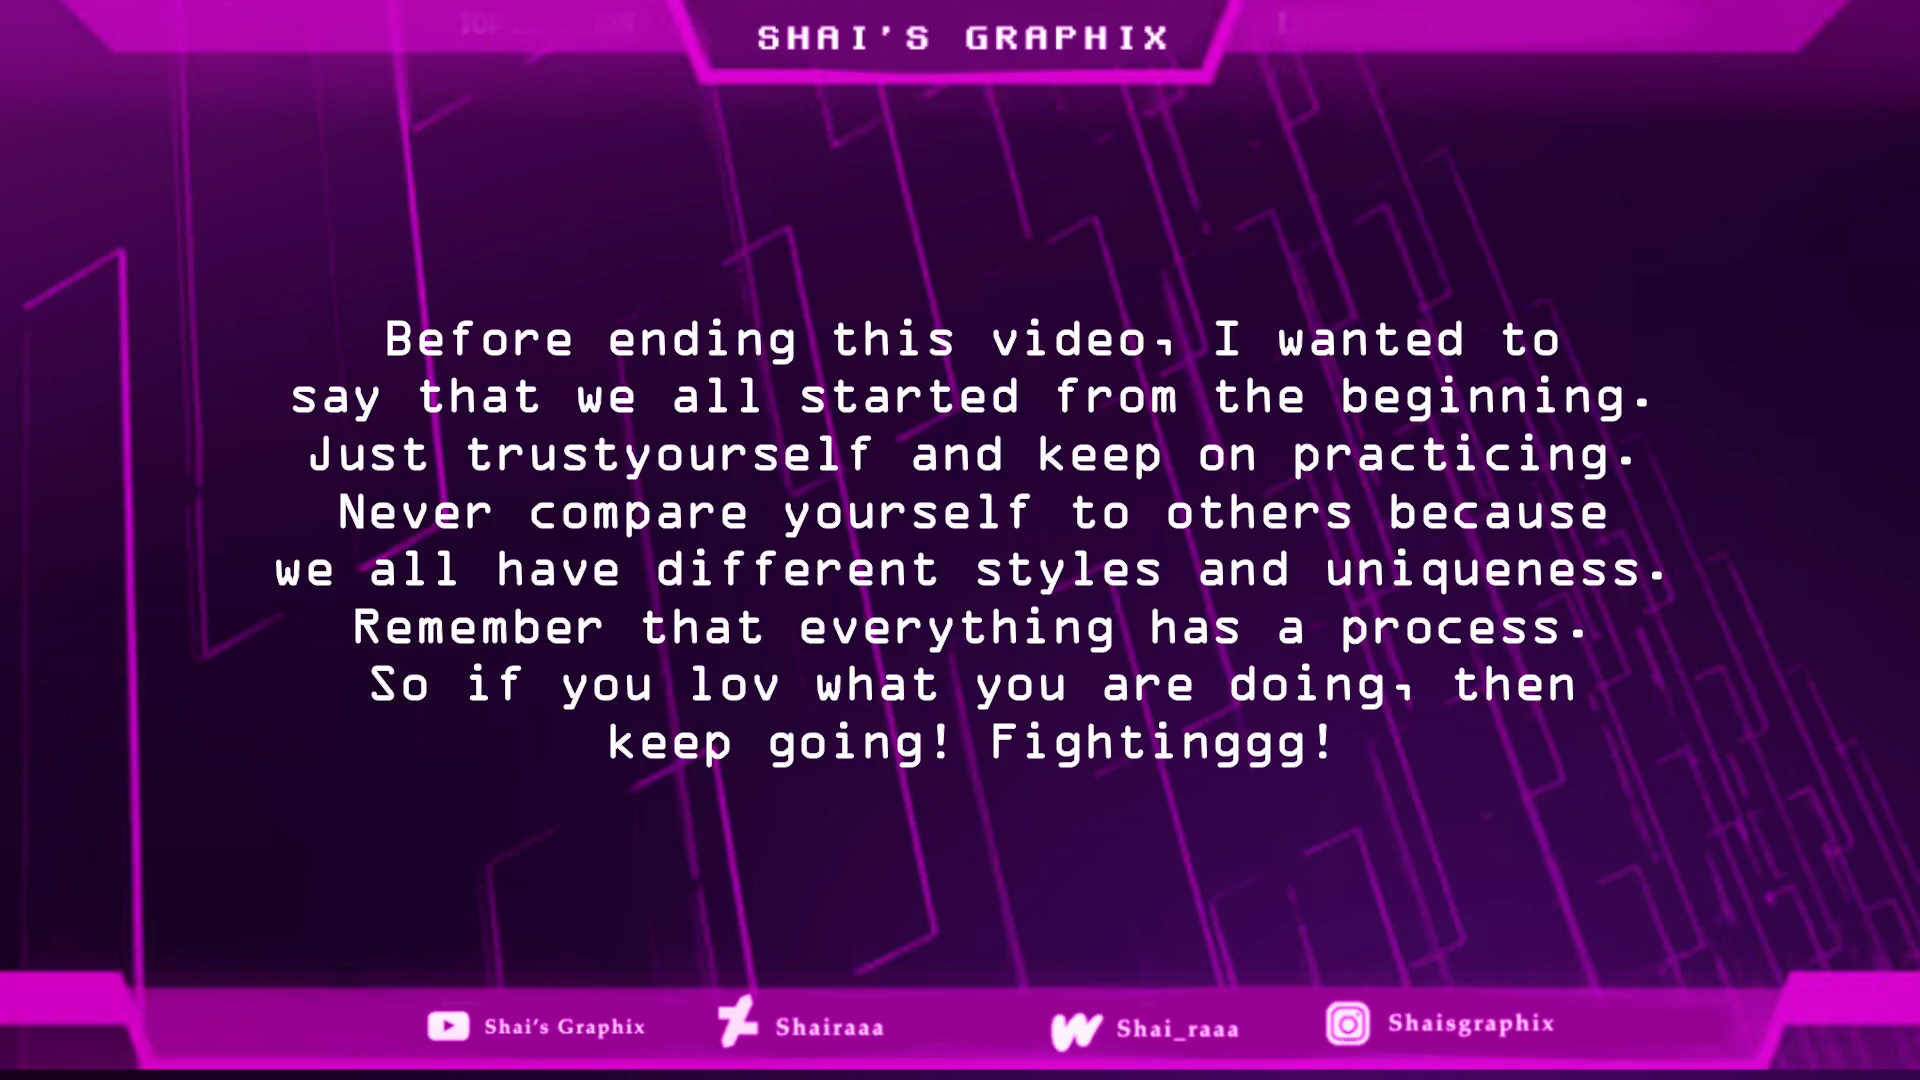 SHAI'S GRAPHIX
Before ending this video, I wanted to
say that we all started from the beginning.
Just trustyourself and keep on practicing.
Never compare yourself to others because
we all have different styles and uniqueness.
Remember that everything has a process.
So if you lov what you are doing, then
keep going! Fightinggg!
Shai's Graphix Shairaaa Shai_raaa Shaisgraphix